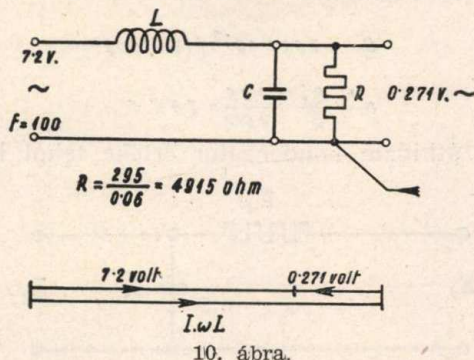 L
7·2 V.
~
F=100
C
R
0·271 V. ~
R = 295/0·06 = 4915 ohm
7·2 volt
0·271 volt
I.ωL
10. ábra.